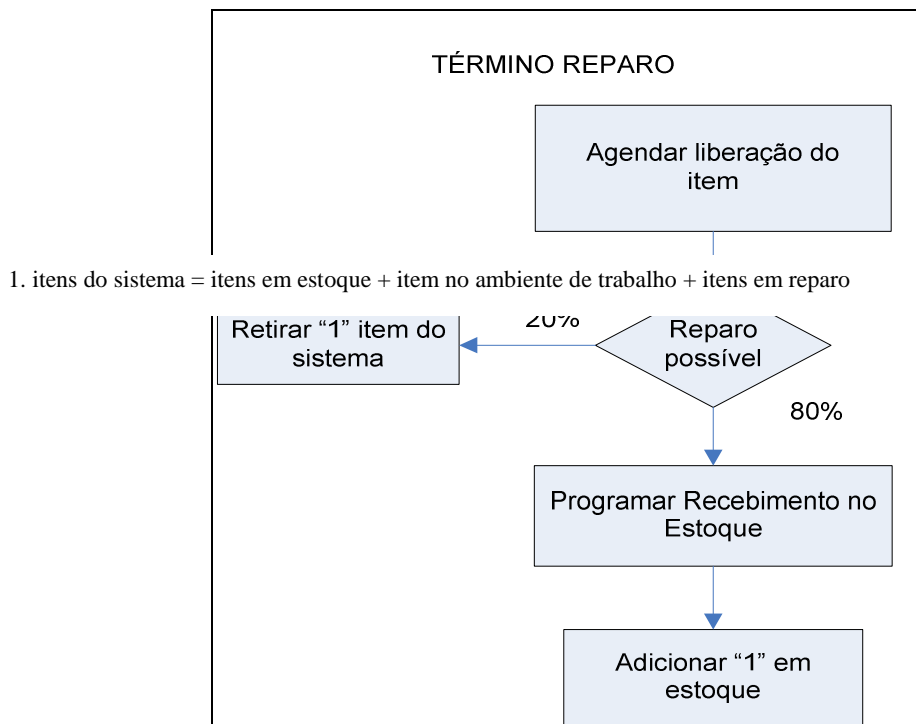 TÉRMINO REPARO
Agendar liberação do
item
1. itens do sistema = itens em estoque + item no ambiente de trabalho + itens em reparo
Retirar “1” item do
sistema
20%
Reparo
possível
80%
Programar Recebimento no
Estoque
Adicionar “1” em
estoque